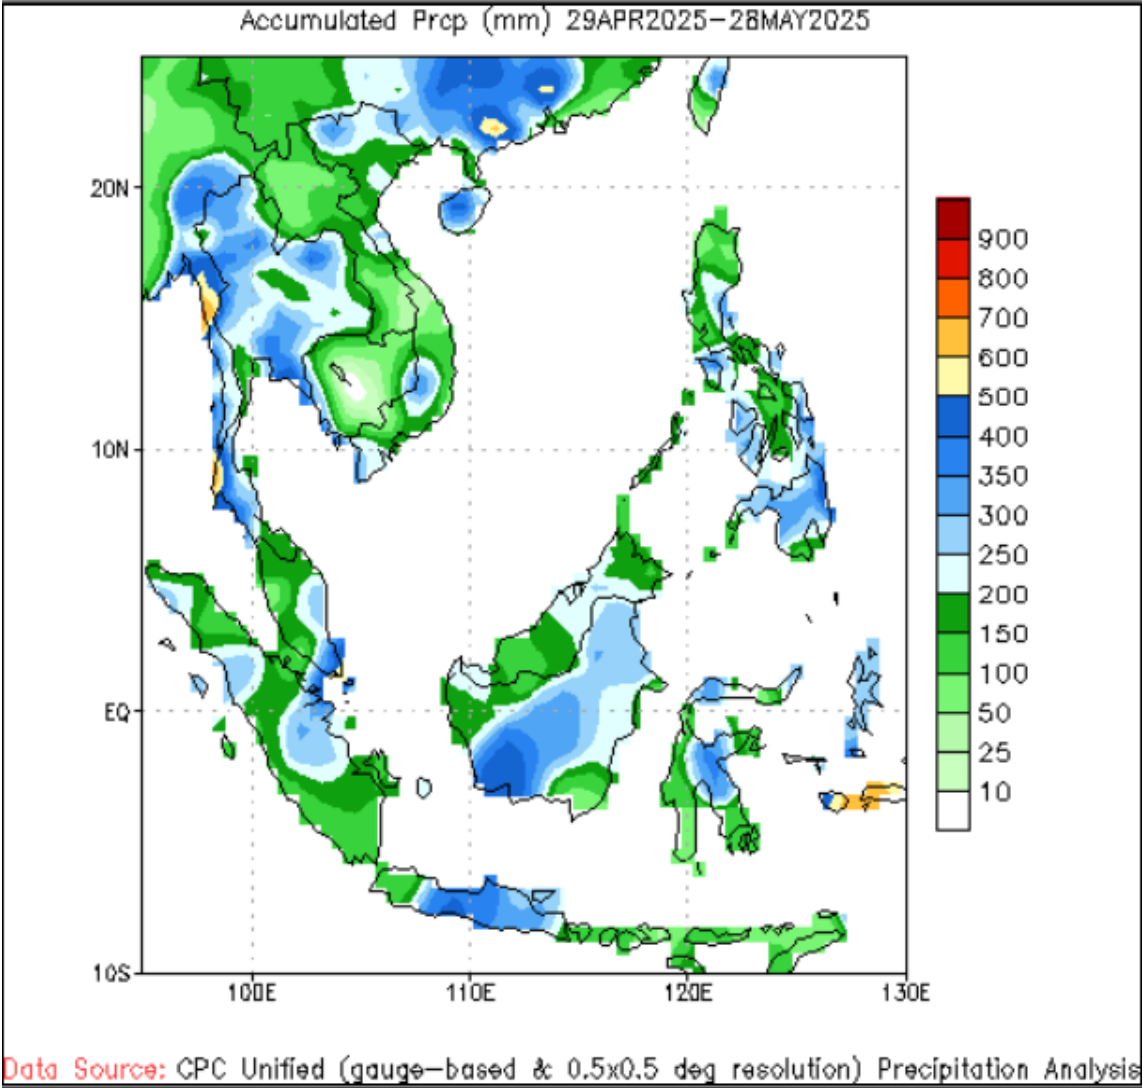 Accumulated Prcp (mm) 29APR2025-28MAY2025
20N
10N
EQ
10S
100E 110E 120E 130E
900
800
700
600
500
400
350
300
250
200
150
100
50
25
10
Data Source: CPC Unified (gauge-based & 0.5x0.5 deg resolution) Precipitation Analysis